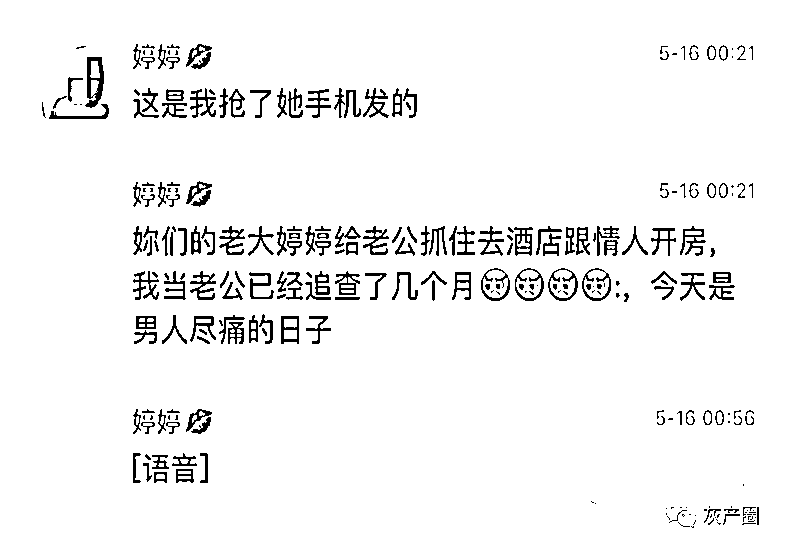 婷婷💋 5-16 00:21
这是我抢了她手机发的
婷婷💋 5-16 00:21
妳们的老大婷婷给老公抓住去酒店跟情人开房，
我当老公已经追查了几个月😔😔😔😔:，今天是
男人尽痛的日子
婷婷💋 5-16 00:56
[语音]
灰产圈